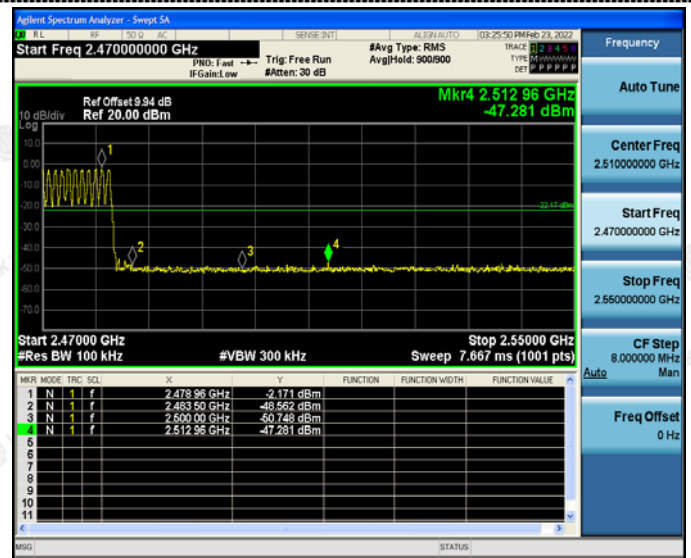 Agilent Spectrum Analyzer - Swept SA
RL RF 50 Ω AC SENSE:INT ALIGN AUTO 03:25:50 PM Feb 23, 2022
Start Freq 2.470000000 GHz
PNO: Fast
IFGain:Low
Trig: Free Run
#Atten: 30 dB
#Avg Type: RMS
Avg|Hold: 900/900
TRACE 1 2 3 4 5 6
TYPE M
DET P P P P P P
Ref Offset 9.94 dB
Ref 20.00 dBm
10 dB/div
Log
Mkr4 2.512 96 GHz
-47.281 dBm
10.0
0.00
-10.0
-20.0
-30.0
-40.0
-50.0
-60.0
-70.0
1
2
3
4
-22.17 dBm
Start 2.47000 GHz
#Res BW 100 kHz
#VBW 300 kHz
Stop 2.55000 GHz
Sweep 7.667 ms (1001 pts)
MKR MODE TRC SCL X Y FUNCTION FUNCTION WIDTH FUNCTION VALUE
1 N 1 f 2.478 96 GHz -2.171 dBm
2 N 1 f 2.483 50 GHz -48.562 dBm
3 N 1 f 2.500 00 GHz -50.748 dBm
4 N 1 f 2.512 96 GHz -47.281 dBm
5
6
7
8
9
10
11
MSG STATUS
Frequency
Auto Tune
Center Freq
2.510000000 GHz
Start Freq
2.470000000 GHz
Stop Freq
2.550000000 GHz
CF Step
8.000000 MHz
Auto Man
Freq Offset
0 Hz